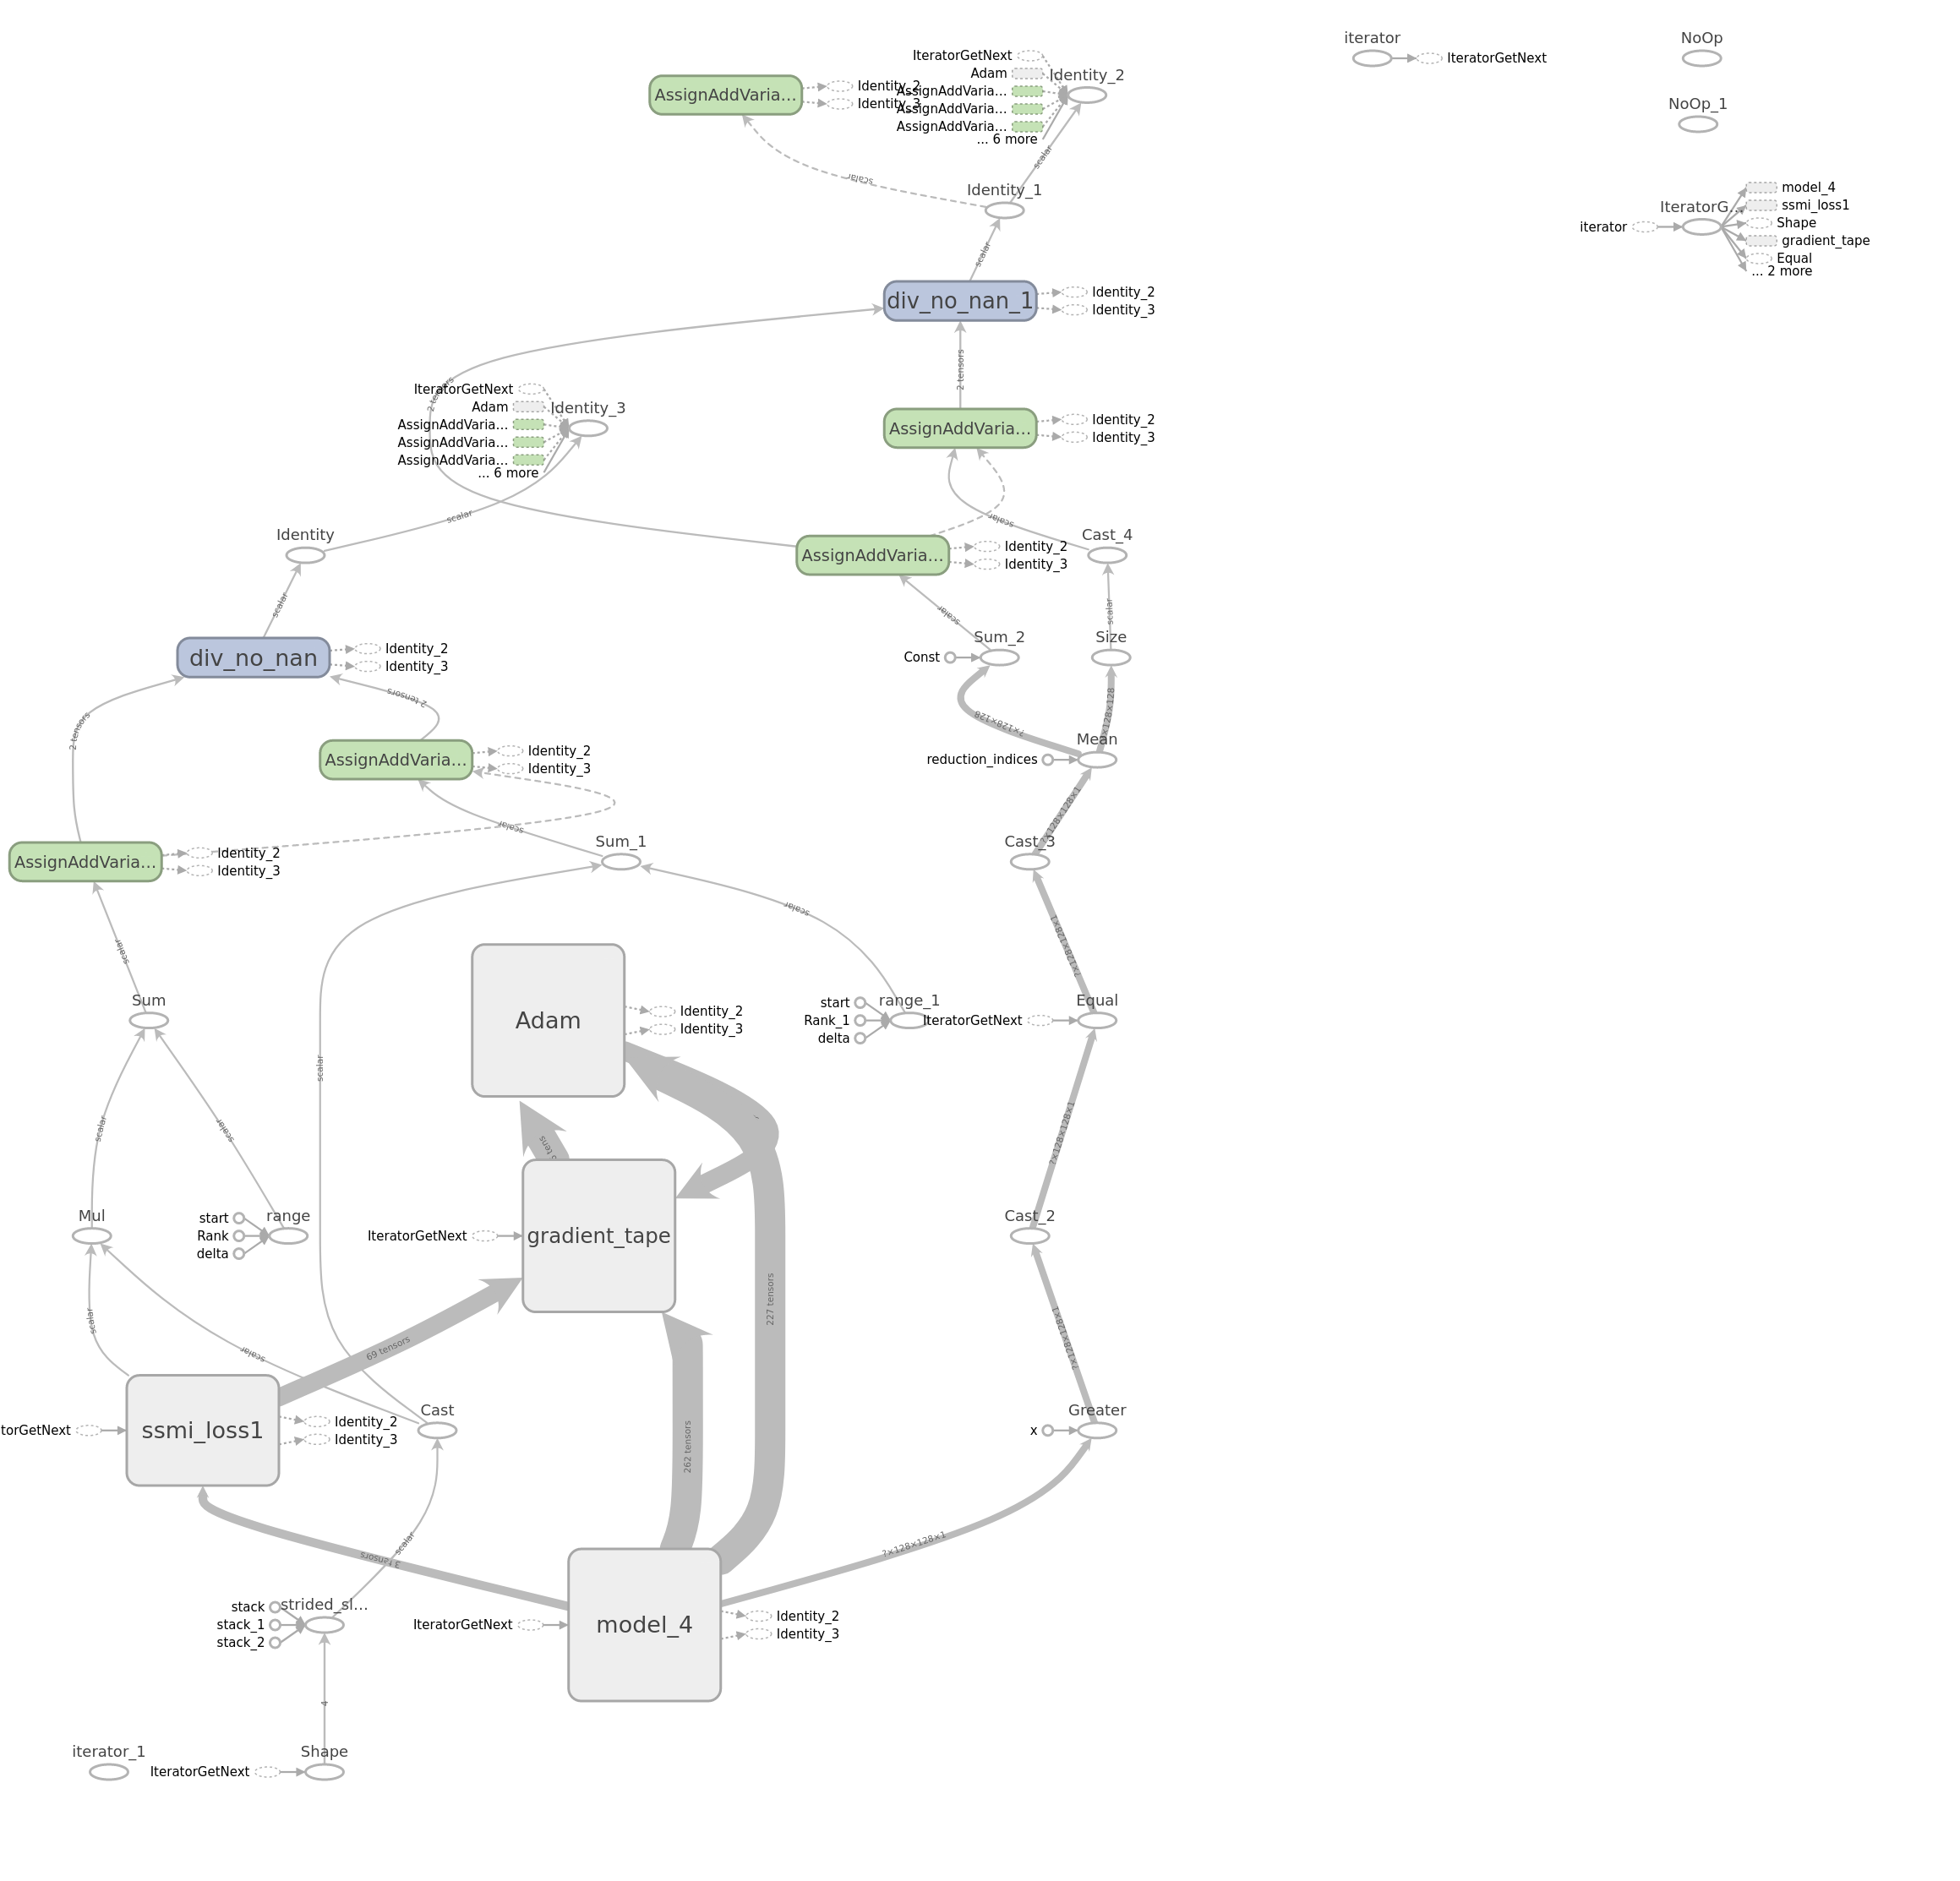 iterator
IteratorGetNext
NoOp
NoOp_1
iterator
IteratorG...
model_4
ssmi_loss1
Shape
gradient_tape
Equal
... 2 more
AssignAddVaria...
Identity_2
Identity_3
IteratorGetNext
Adam
AssignAddVaria...
AssignAddVaria...
AssignAddVaria...
... 6 more
Identity_2
scalar
scalar
Identity_1
scalar
div_no_nan_1
Identity_2
Identity_3
2 tensors
2 tensors
IteratorGetNext
Adam
AssignAddVaria...
AssignAddVaria...
AssignAddVaria...
... 6 more
Identity_3
AssignAddVaria...
Identity_2
Identity_3
scalar
scalar
Identity
AssignAddVaria...
Identity_2
Identity_3
Cast_4
scalar
scalar
scalar
div_no_nan
Identity_2
Identity_3
Const
Sum_2
Size
2 tensors
2 tensors
?×128×128
×128×128
AssignAddVaria...
Identity_2
Identity_3
reduction_indices
Mean
scalar
×128×128×1
AssignAddVaria...
Identity_2
Identity_3
Sum_1
Cast_3
scalar
scalar
?×128×128×1
Sum
Adam
Identity_2
Identity_3
start
Rank_1
delta
range_1
IteratorGetNext
Equal
scalar
scalar
scalar
?×128×128×1
Mul
start
Rank
delta
range
IteratorGetNext
gradient_tape
Cast_2
scalar
scalar
69 tensors
227 tensors
?×128×128×1
torGetNext
ssmi_loss1
Identity_2
Identity_3
Cast
x
Greater
262 tensors
3 tensors
scalar
?×128×128×1
stack
stack_1
stack_2
strided_sl...
IteratorGetNext
model_4
Identity_2
Identity_3
4
iterator_1
IteratorGetNext
Shape